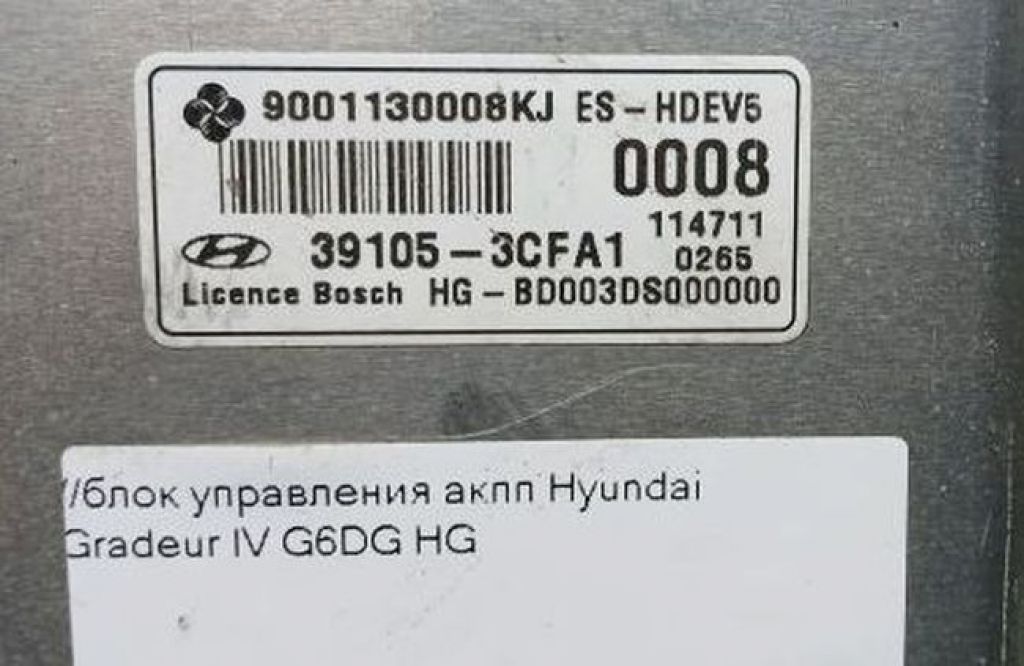 9001130008KJ ES-HDEV5
0008
114711
39105-3CFA1 0265
Licence Bosch HG-BD003DS000000
/блок управления акпп Hyundai
Gradeur IV G6DG HG